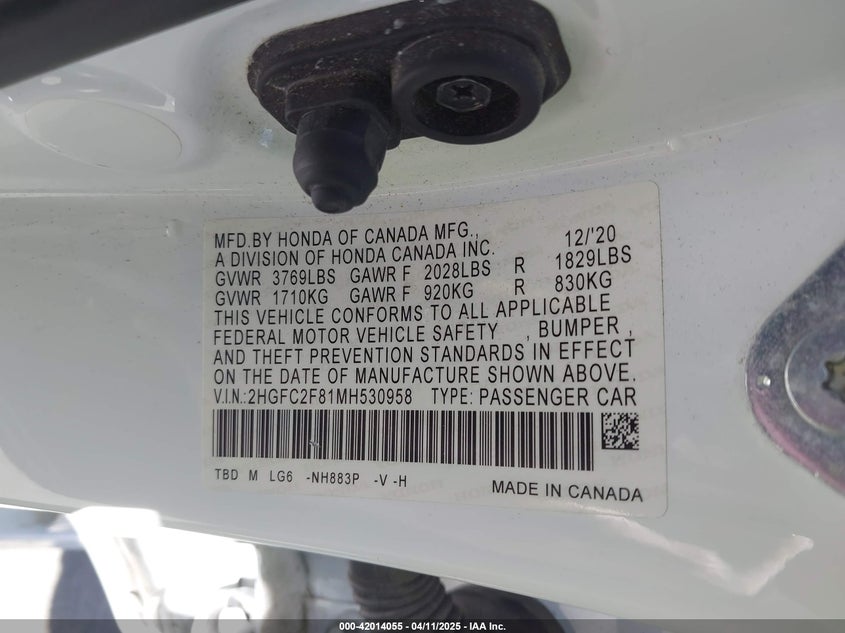 MFD.BY HONDA OF CANADA MFG., 12/'20
A DIVISION OF HONDA CANADA INC.
GVWR 3769LBS GAWR F 2028LBS R 1829LBS
GVWR 1710KG GAWR F 920KG R 830KG
THIS VEHICLE CONFORMS TO ALL APPLICABLE
FEDERAL MOTOR VEHICLE SAFETY , BUMPER ,
AND THEFT PREVENTION STANDARDS IN EFFECT
ON THE DATE OF MANUFACTURE SHOWN ABOVE.
V.I.N.:2HGFC2F81MH530958 TYPE: PASSENGER CAR
TBD M LG6 -NH883P -V -H
MADE IN CANADA
000-42014055 - 04/11/2025 - IAA Inc.